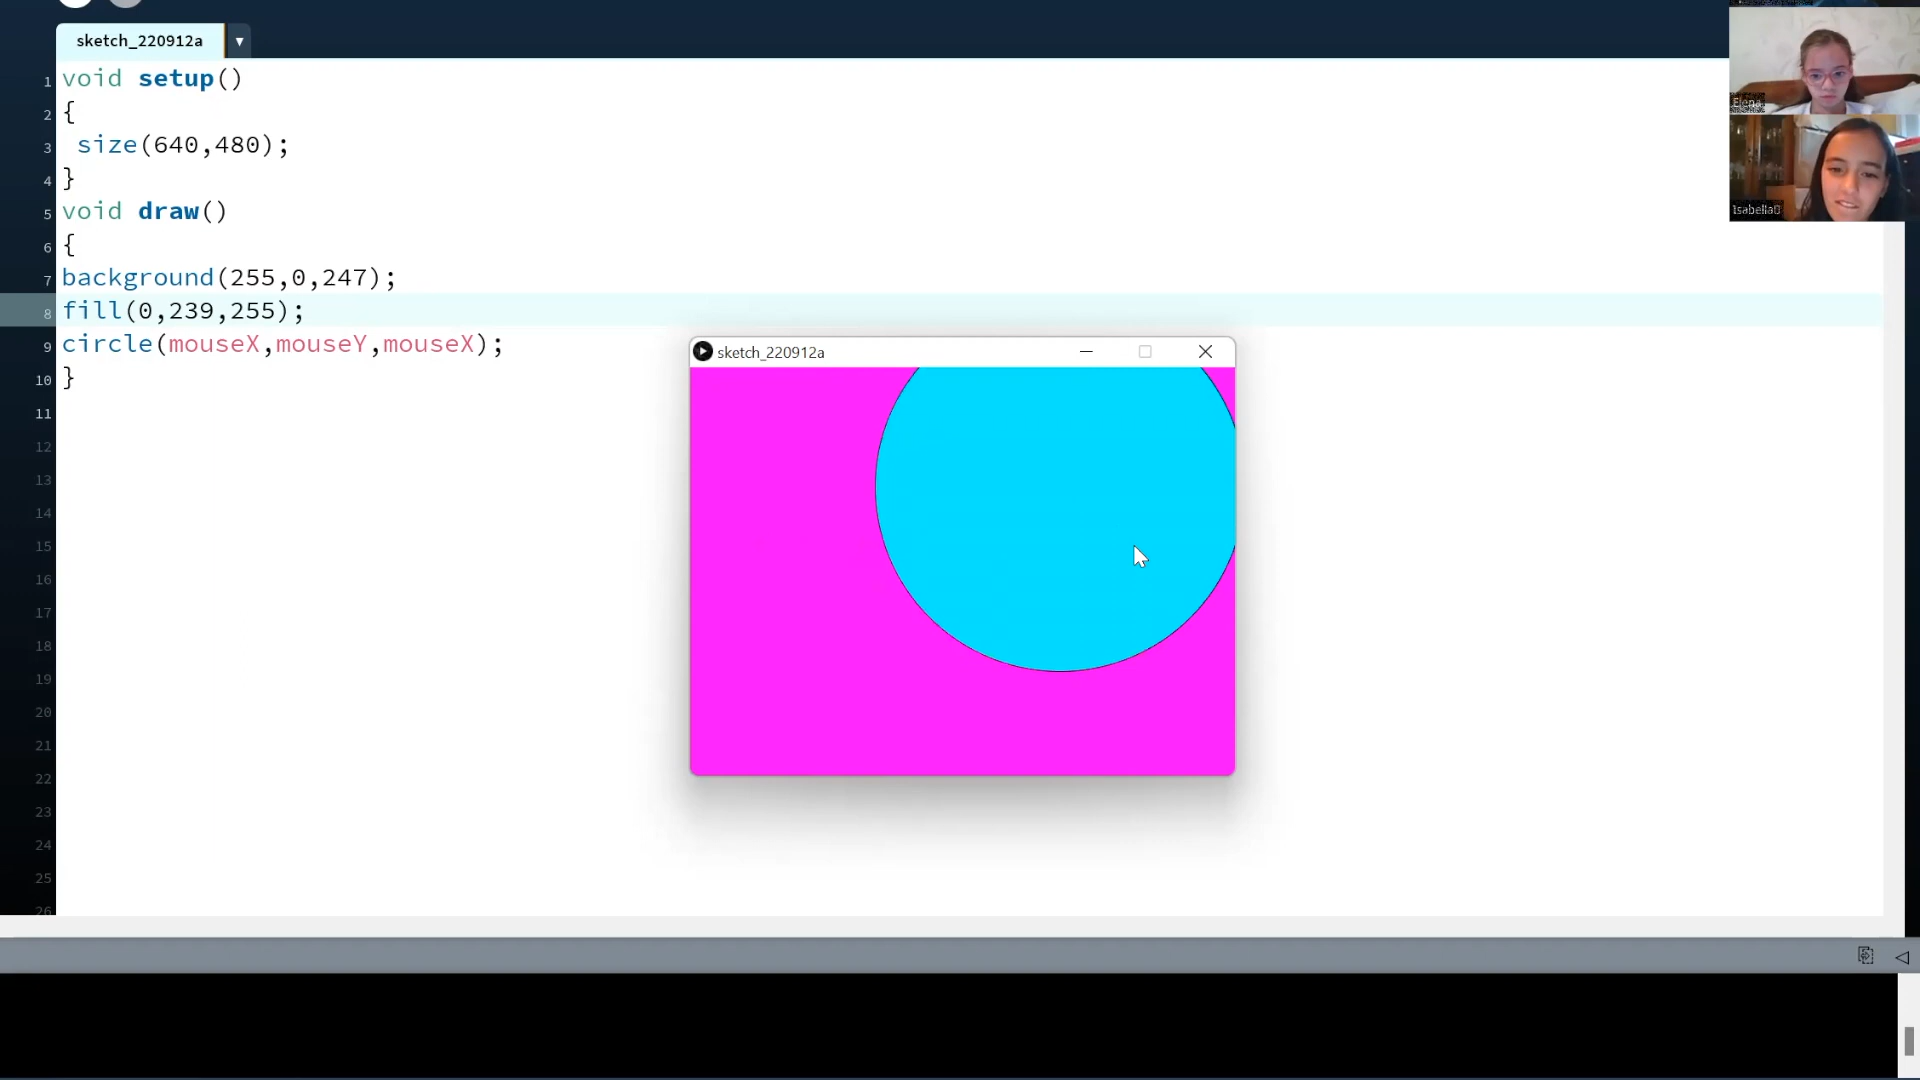 sketch_220912a
1 void setup()
2 {
3 size(640,480);
4 }
5 void draw()
6 {
7 background(255,0,247);
8 fill(0,239,255);
9 circle(mouseX,mouseY,mouseX);
10 }
11
12
13
14
15
16
17
18
19
20
21
22
23
24
25
26
sketch_220912a
Elena